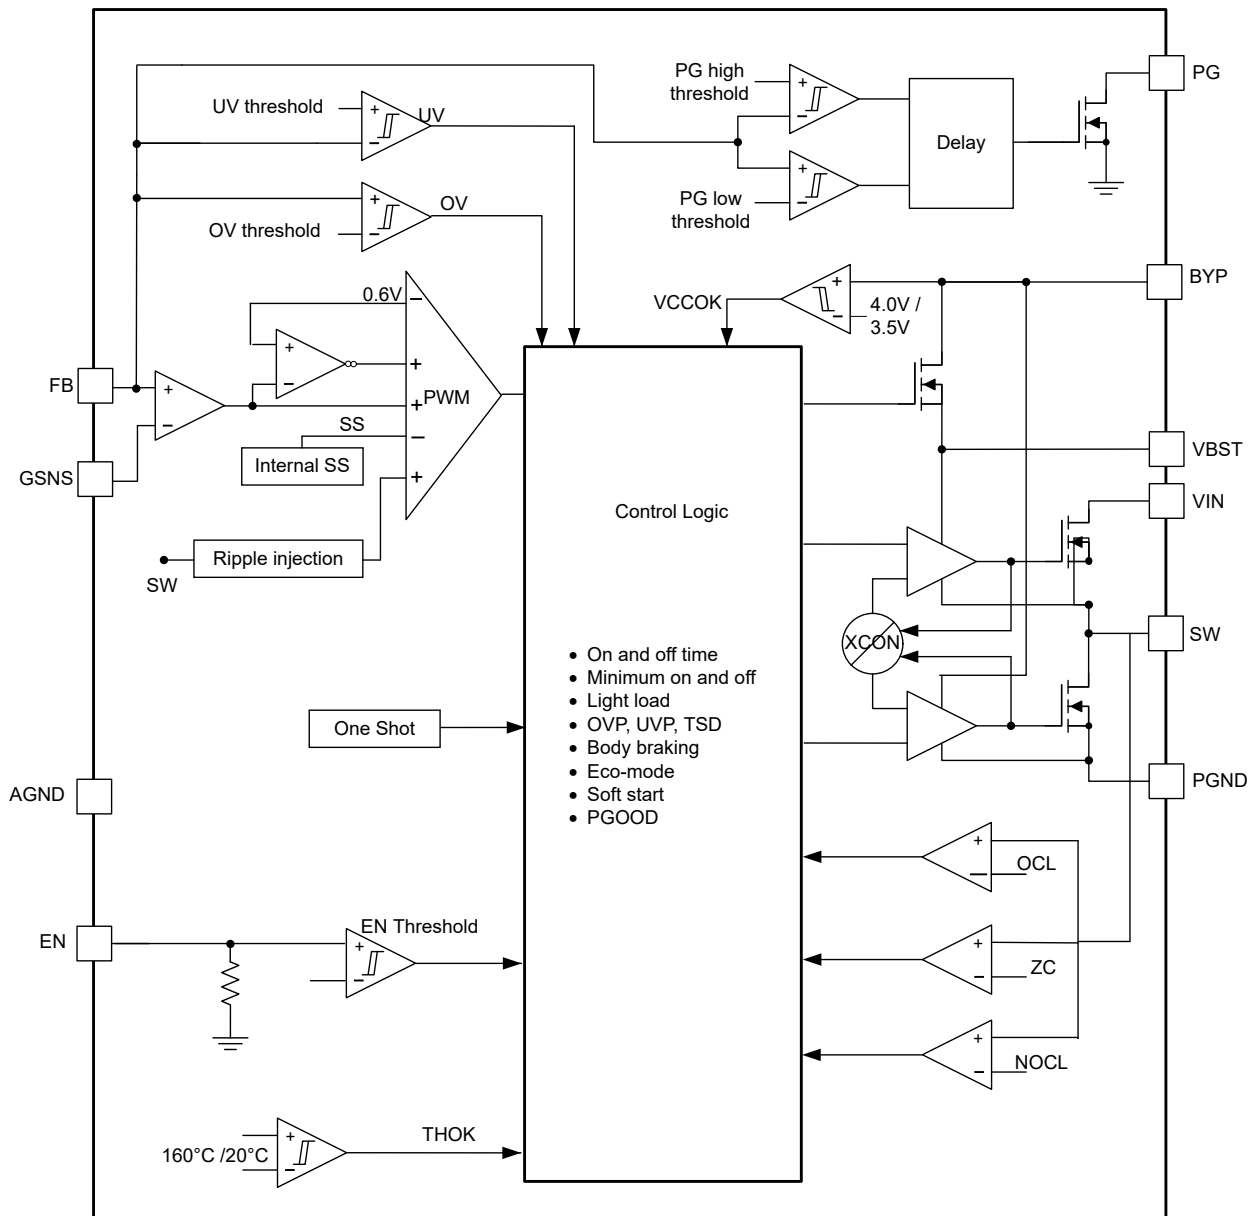 PG high
threshold
PG
UV threshold
UV
Delay
PG low
threshold
OV
OV threshold
BYP
0.6V
VCCOK
4.0V /
3.5V
FB
PWM
SS
Internal SS
GSNS
VBST
VIN
Control Logic
Ripple injection
SW
SW
XCON
• On and off time
• Minimum on and off
• Light load
• OVP, UVP, TSD
• Body braking
• Eco-mode
• Soft start
• PGOOD
One Shot
AGND
PGND
OCL
EN
EN Threshold
ZC
NOCL
THOK
160°C /20°C